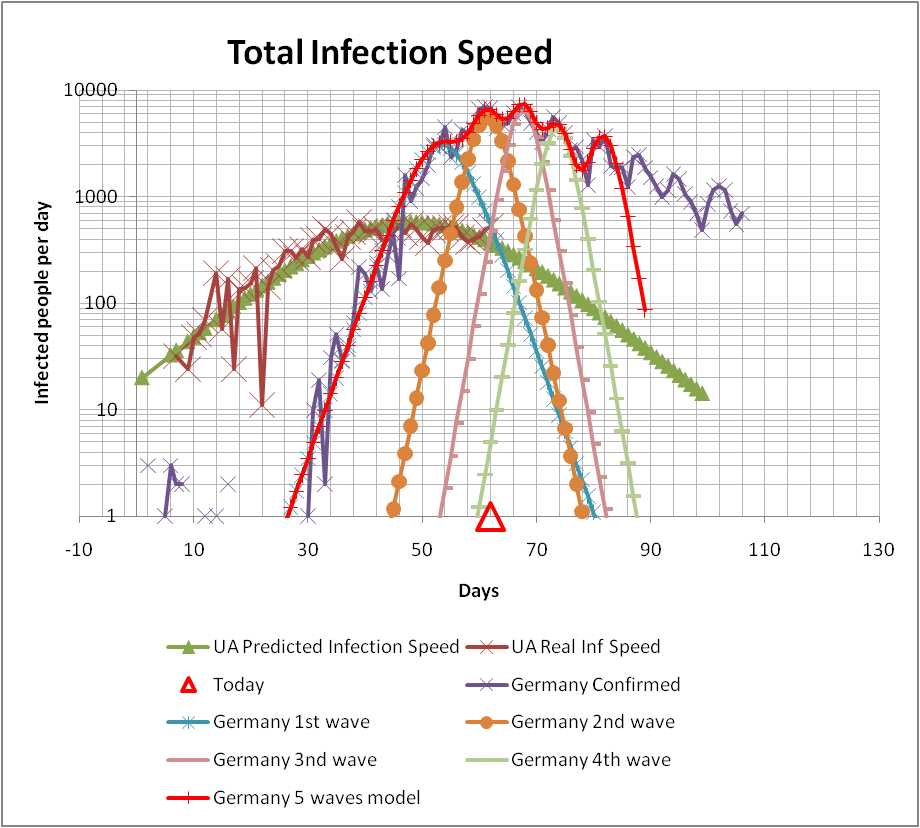 Total Infection Speed
10000
1000
100
10
1
Infected people per day
-10 10 30 50 70 90 110 130
Days
UA Predicted Infection Speed UA Real Inf Speed
Today Germany Confirmed
Germany 1st wave Germany 2nd wave
Germany 3nd wave Germany 4th wave
Germany 5 waves model